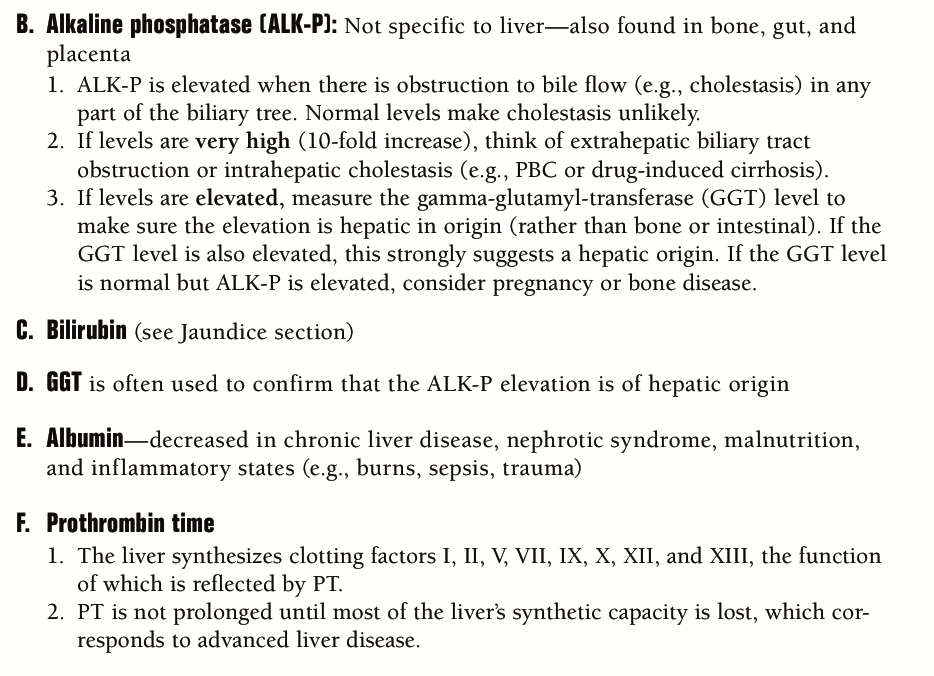 B. Alkaline phosphatase (ALK-P): Not specific to liver—also found in bone, gut, and
placenta
1. ALK-P is elevated when there is obstruction to bile flow (e.g., cholestasis) in any
part of the biliary tree. Normal levels make cholestasis unlikely.
2. If levels are very high (10-fold increase), think of extrahepatic biliary tract
obstruction or intrahepatic cholestasis (e.g., PBC or drug-induced cirrhosis).
3. If levels are elevated, measure the gamma-glutamyl-transferase (GGT) level to
make sure the elevation is hepatic in origin (rather than bone or intestinal). If the
GGT level is also elevated, this strongly suggests a hepatic origin. If the GGT level
is normal but ALK-P is elevated, consider pregnancy or bone disease.
C. Bilirubin (see Jaundice section)
D. GGT is often used to confirm that the ALK-P elevation is of hepatic origin
E. Albumin—decreased in chronic liver disease, nephrotic syndrome, malnutrition,
and inflammatory states (e.g., burns, sepsis, trauma)
F. Prothrombin time
1. The liver synthesizes clotting factors I, II, V, VII, IX, X, XII, and XIII, the function
of which is reflected by PT.
2. PT is not prolonged until most of the liver's synthetic capacity is lost, which cor-
responds to advanced liver disease.